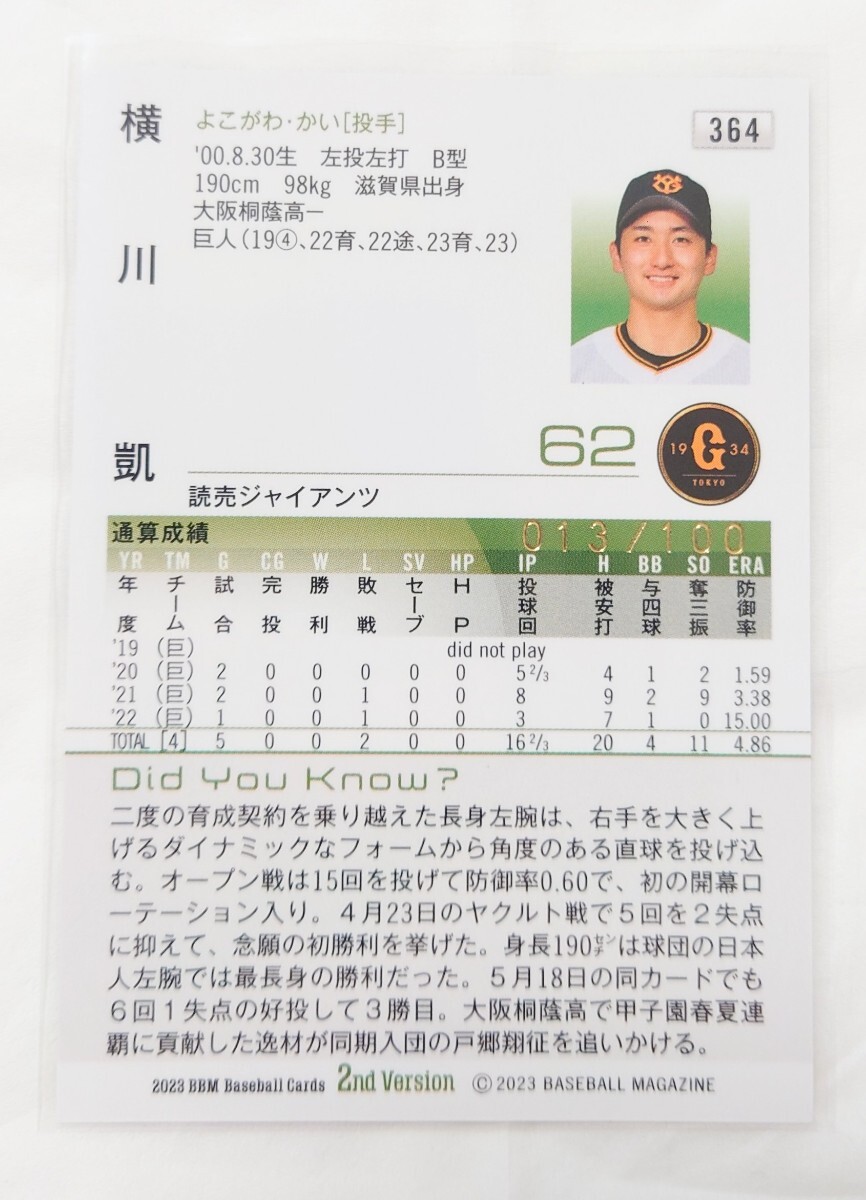 横川 凱
よこがわ・かい[投手]
364
'00.8.30生 左投左打 B型
190cm 98kg 滋賀県出身
大阪桐蔭高ー
巨人(19④、22育、22途、23育、23)
YG
62
19 G 34
TOKYO
読売ジャイアンツ
通算成績 013/100
YR TM G CG W L SV HP IP H BB SO ERA
年度 チーム 試合 完投 勝利 敗戦 セーブ HP 投球回 被安打 与四球 奪三振 防御率
'19 (巨) did not play
'20 (巨) 2 0 0 0 0 0 5 2/3 4 1 2 1.59
'21 (巨) 2 0 0 1 0 0 8 9 2 9 3.38
'22 (巨) 1 0 0 1 0 0 3 7 1 0 15.00
TOTAL [4] 5 0 0 2 0 0 16 2/3 20 4 11 4.86
Did You Know?
二度の育成契約を乗り越えた長身左腕は、右手を大きく上
げるダイナミックなフォームから角度のある直球を投げ込
む。オープン戦は15回を投げて防御率0.60で、初の開幕ロ
ーテーション入り。4月23日のヤクルト戦で5回を2失点
に抑えて、念願の初勝利を挙げた。身長190㌢は球団の日本
人左腕では最長身の勝利だった。5月18日の同カードでも
6回1失点の好投して3勝目。大阪桐蔭高で甲子園春夏連
覇に貢献した逸材が同期入団の戸郷翔征を追いかける。
2023 BBM Baseball Cards 2nd Version ©2023 BASEBALL MAGAZINE